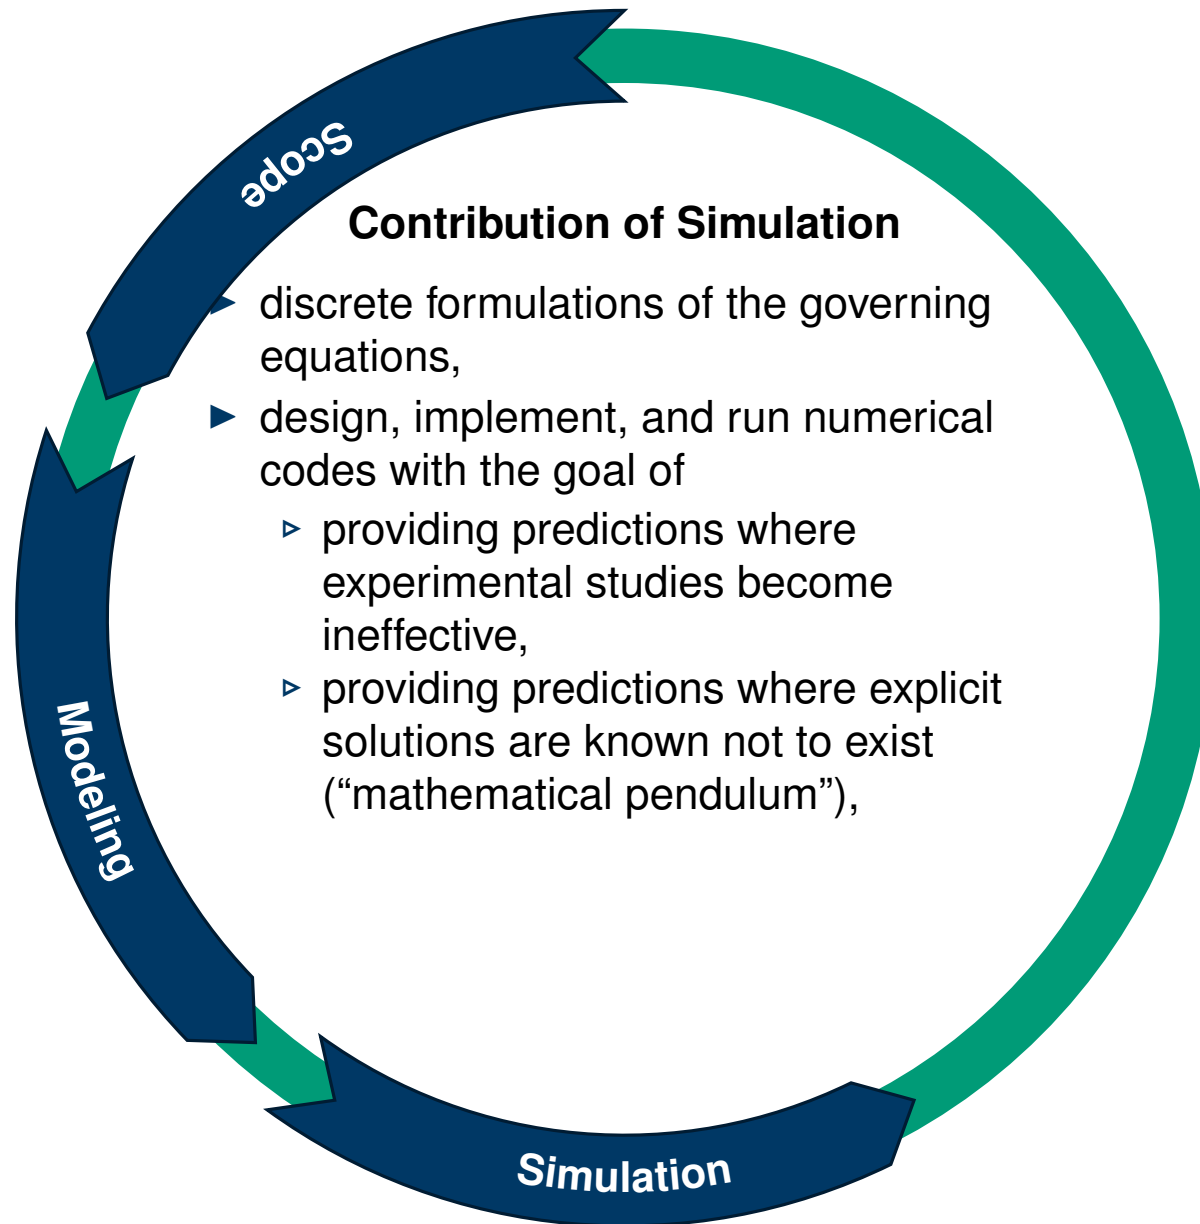 Scope
Contribution of Simulation
discrete formulations of the governing
equations,
design, implement, and run numerical
codes with the goal of
providing predictions where
experimental studies become
ineffective,
providing predictions where explicit
solutions are known not to exist
(“mathematical pendulum”),
Modeling
Simulation